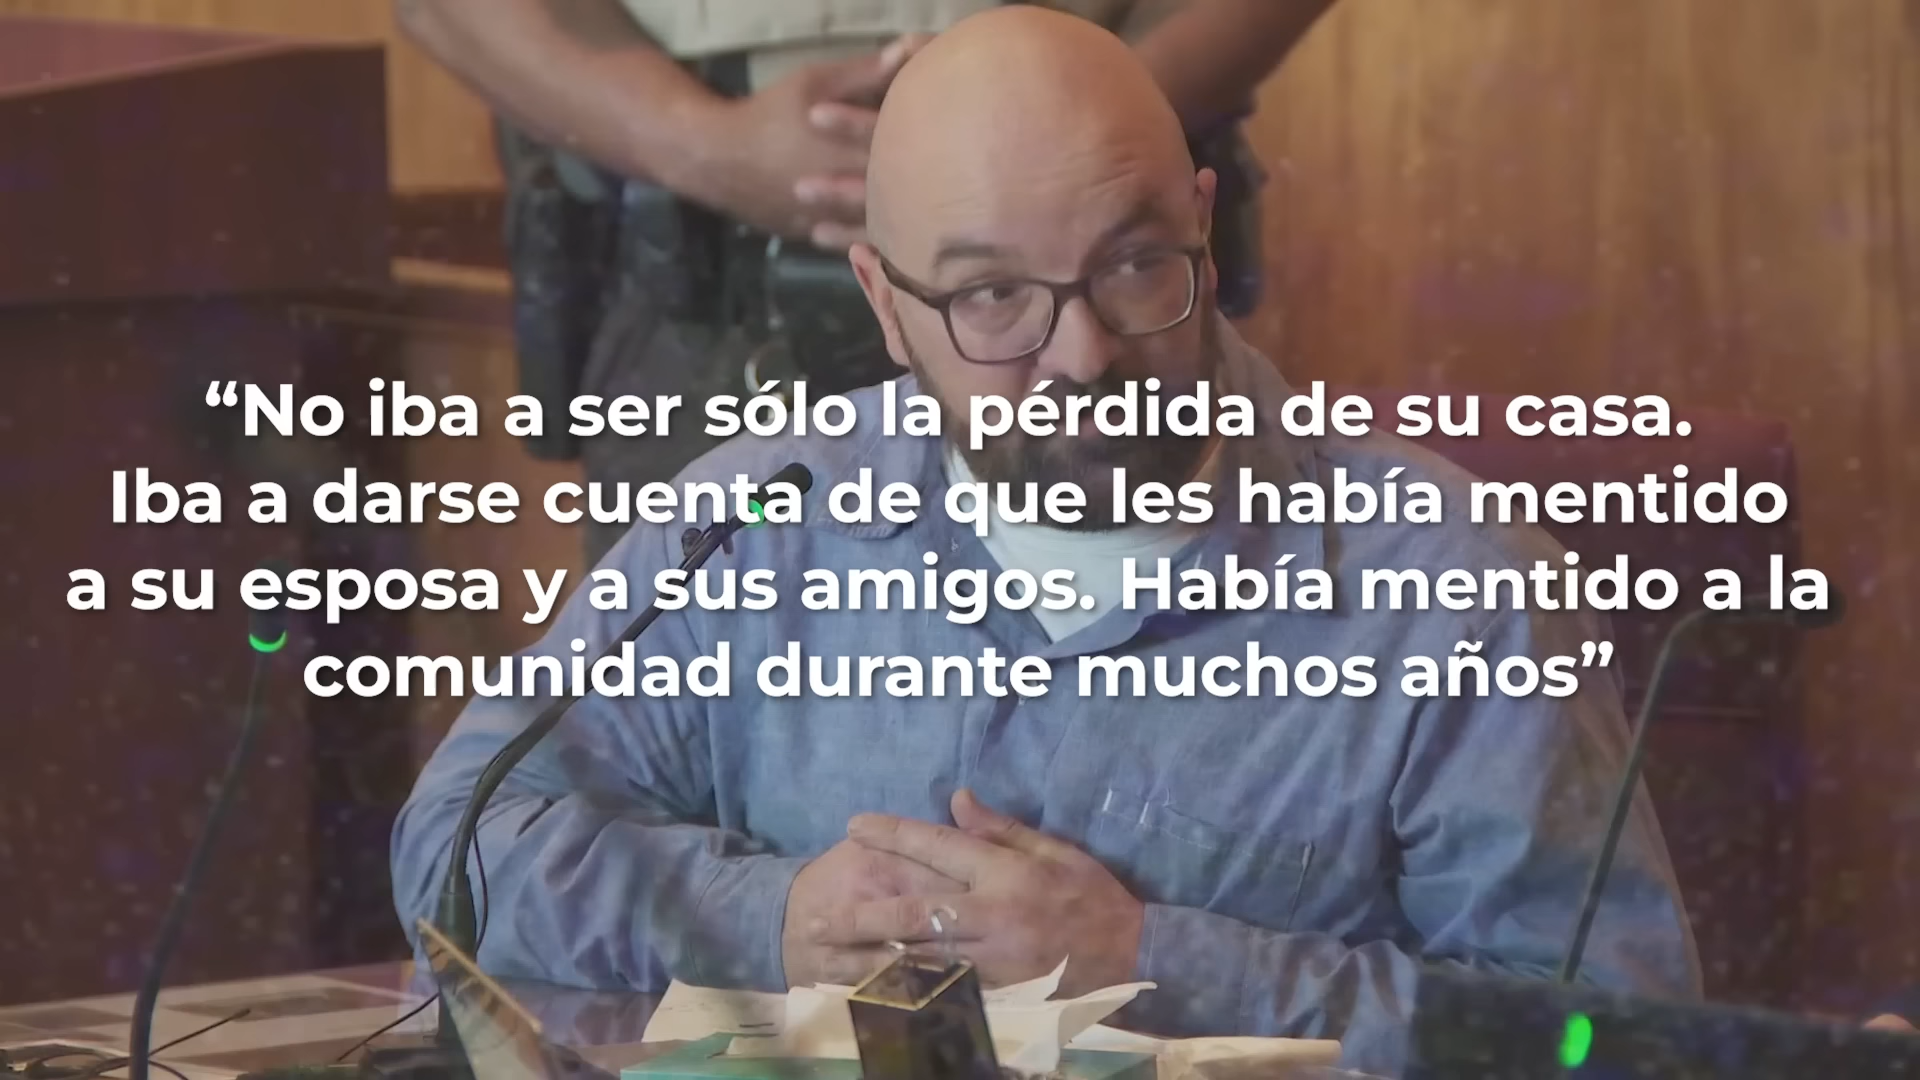 “No iba a ser sólo la pérdida de su casa.
Iba a darse cuenta de que les había mentido
a su esposa y a sus amigos. Había mentido a la
comunidad durante muchos años”